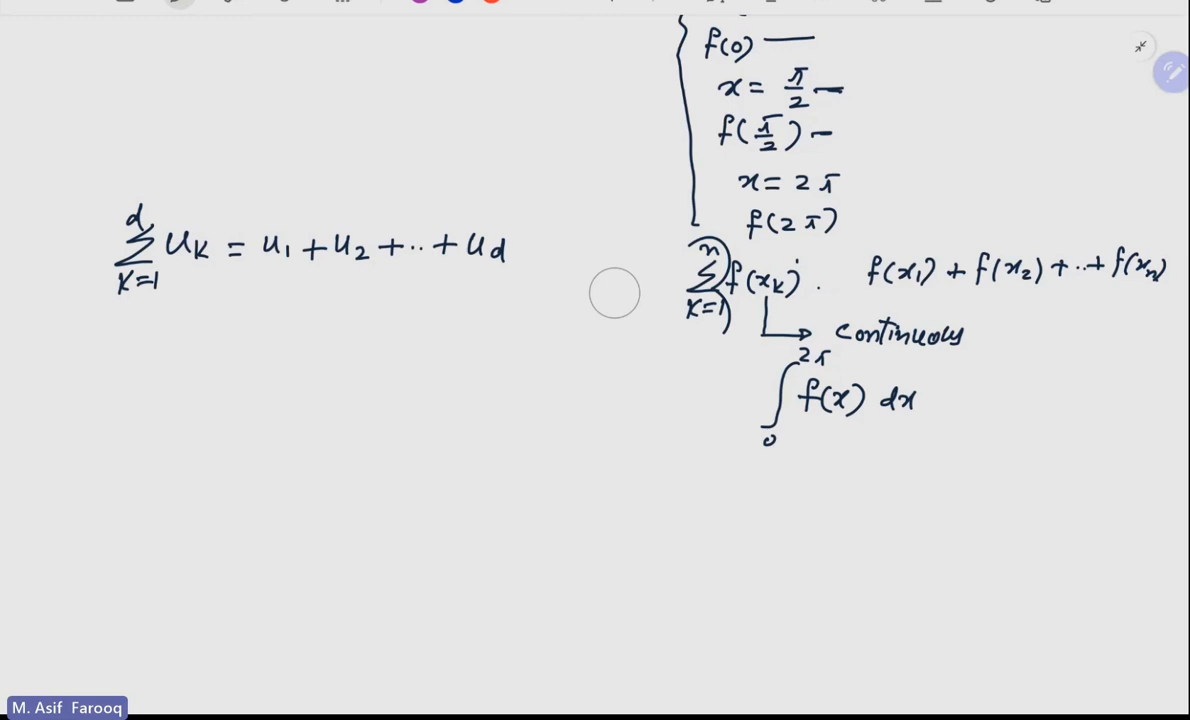 f(0) —
x = π/2 —
f(π/2) —
x = 2π
f(2π)
∑_{k=1}^{d} u_k = u_1 + u_2 + .. + u_d
∑_{k=1}^{n} f(x_k) . f(x_1) + f(x_2) + .. + f(x_n)
continuous
∫_0^{2π} f(x) dx
M. Asif Farooq